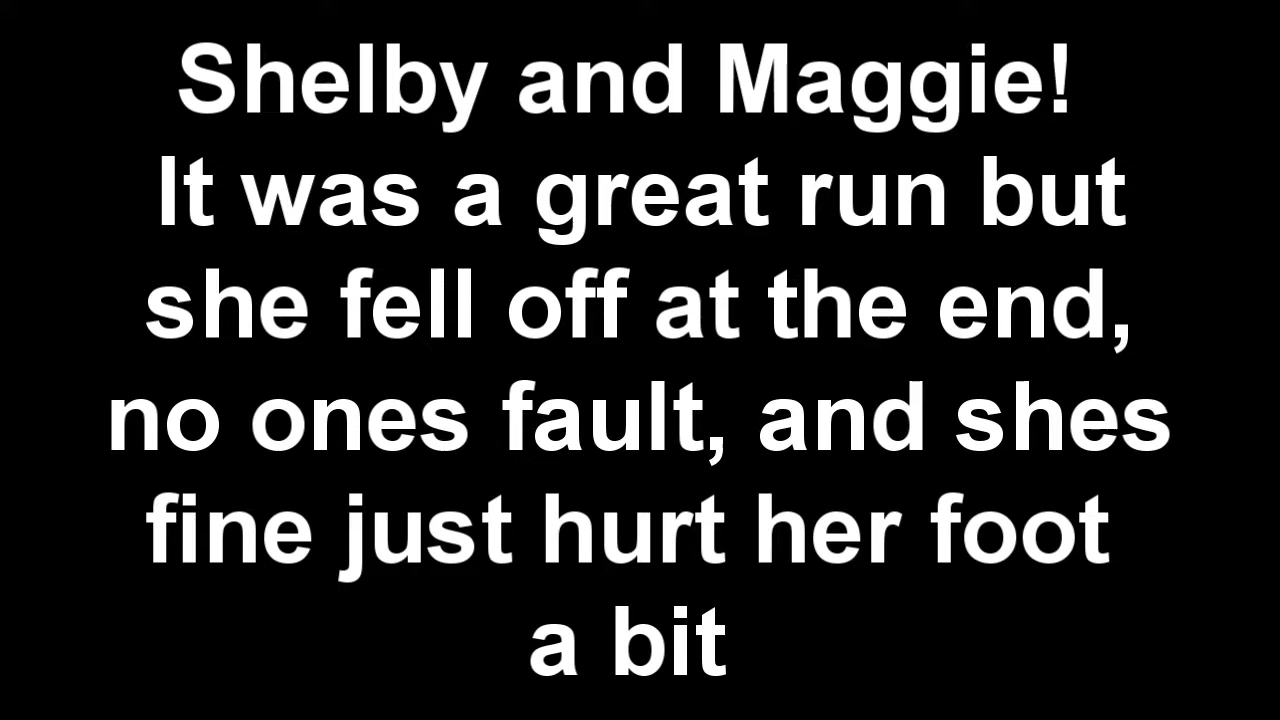 Shelby and Maggie!
It was a great run but
she fell off at the end,
no ones fault, and shes
fine just hurt her foot
a bit